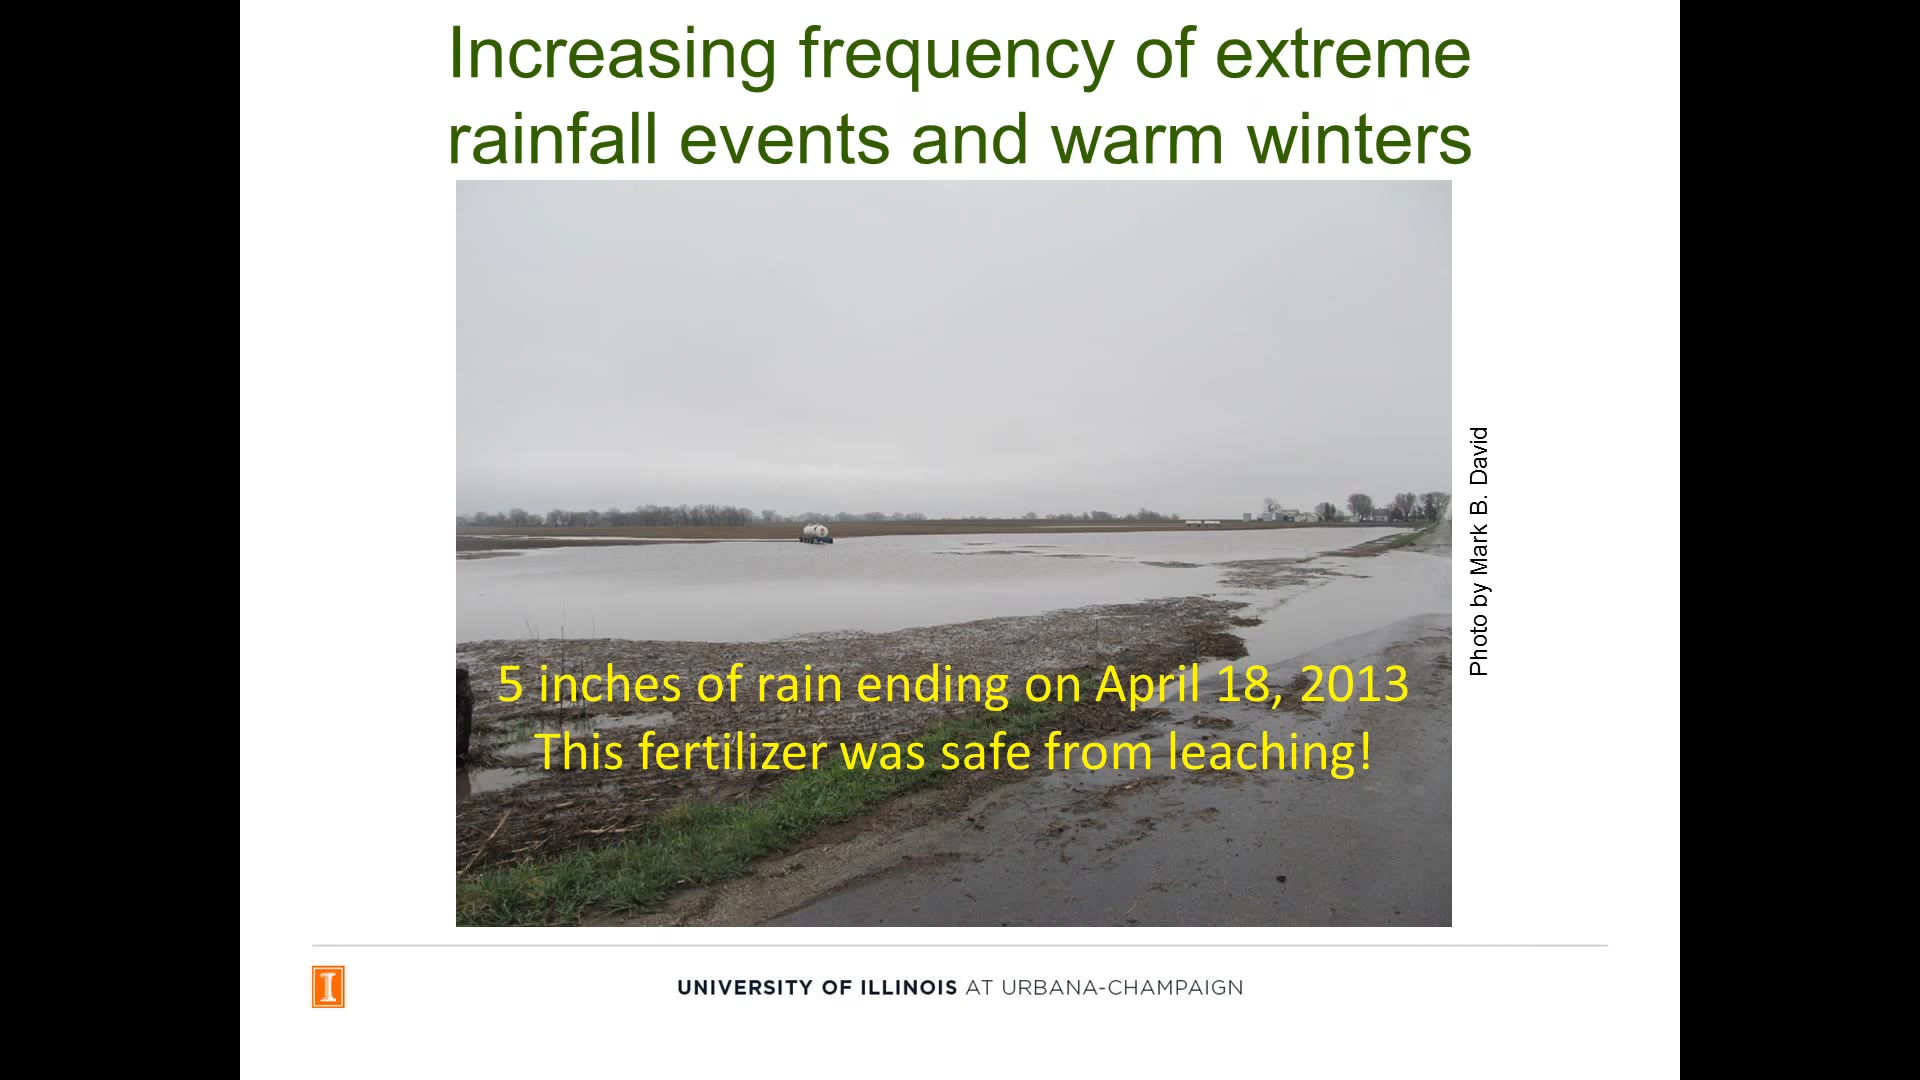 Increasing frequency of extreme
rainfall events and warm winters
Photo by Mark B. David
5 inches of rain ending on April 18, 2013
This fertilizer was safe from leaching!
I
UNIVERSITY OF ILLINOIS AT URBANA-CHAMPAIGN